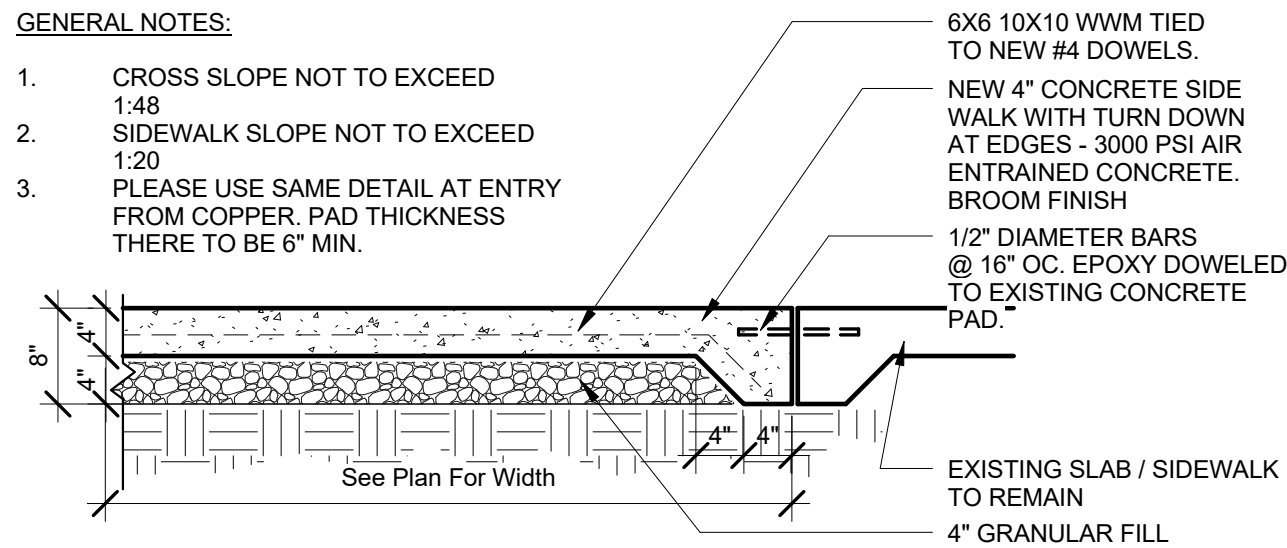 GENERAL NOTES:
1. CROSS SLOPE NOT TO EXCEED
1:48
2. SIDEWALK SLOPE NOT TO EXCEED
1:20
3. PLEASE USE SAME DETAIL AT ENTRY
FROM COPPER. PAD THICKNESS
THERE TO BE 6" MIN.
6X6 10X10 WWM TIED
TO NEW #4 DOWELS.
NEW 4" CONCRETE SIDE
WALK WITH TURN DOWN
AT EDGES - 3000 PSI AIR
ENTRAINED CONCRETE.
BROOM FINISH
1/2" DIAMETER BARS
@ 16" OC. EPOXY DOWELED
TO EXISTING CONCRETE
PAD.
8"
4"
4"
4"
4"
See Plan For Width
EXISTING SLAB / SIDEWALK
TO REMAIN
4" GRANULAR FILL